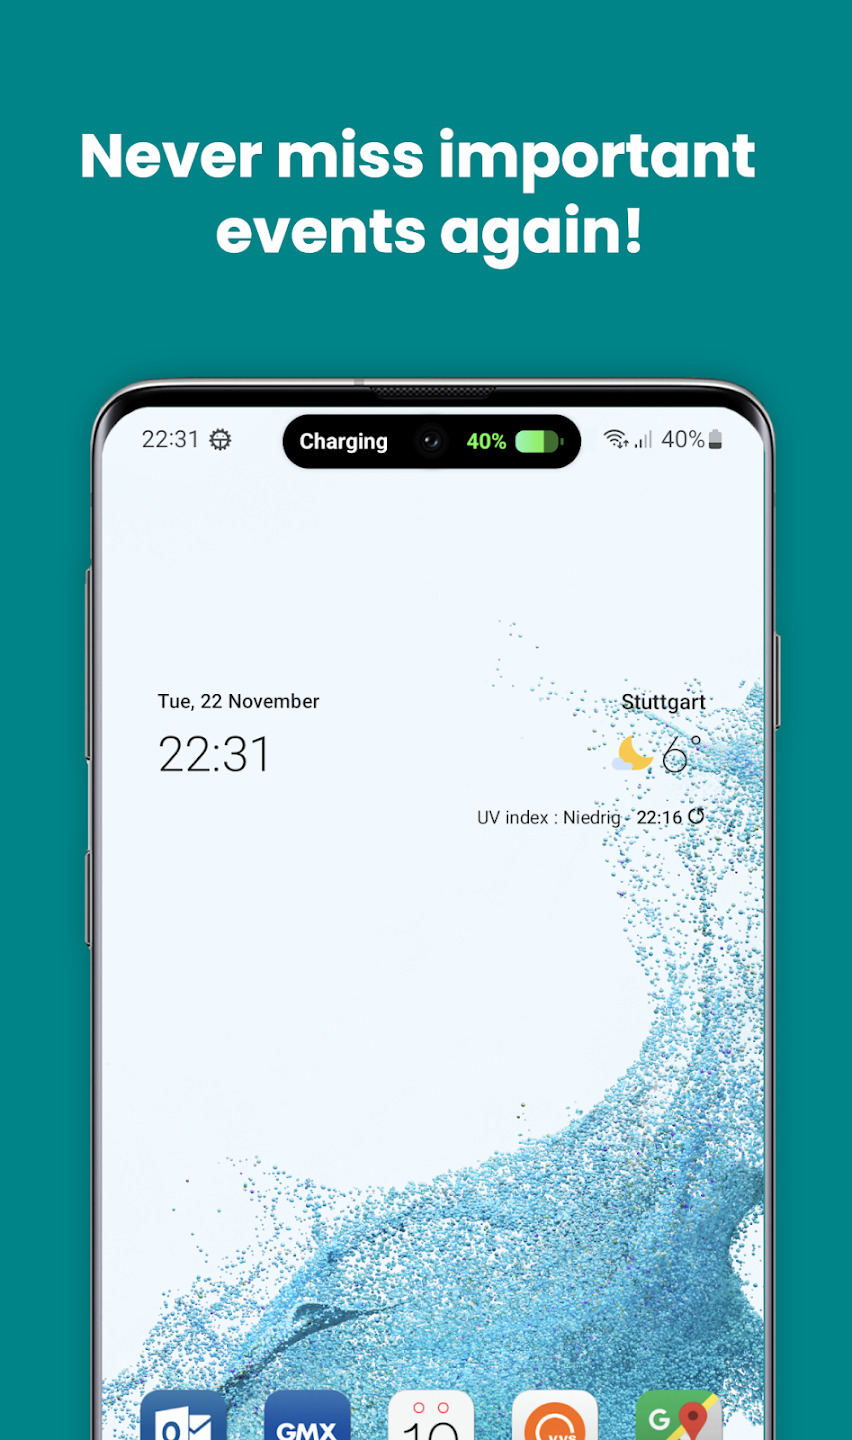 Never miss important
events again!
22:31
Charging 40%
40%
Tue, 22 November
Stuttgart
22:31
6°
UV index : Niedrig - 22:16
O
GMX
10
VVS
G